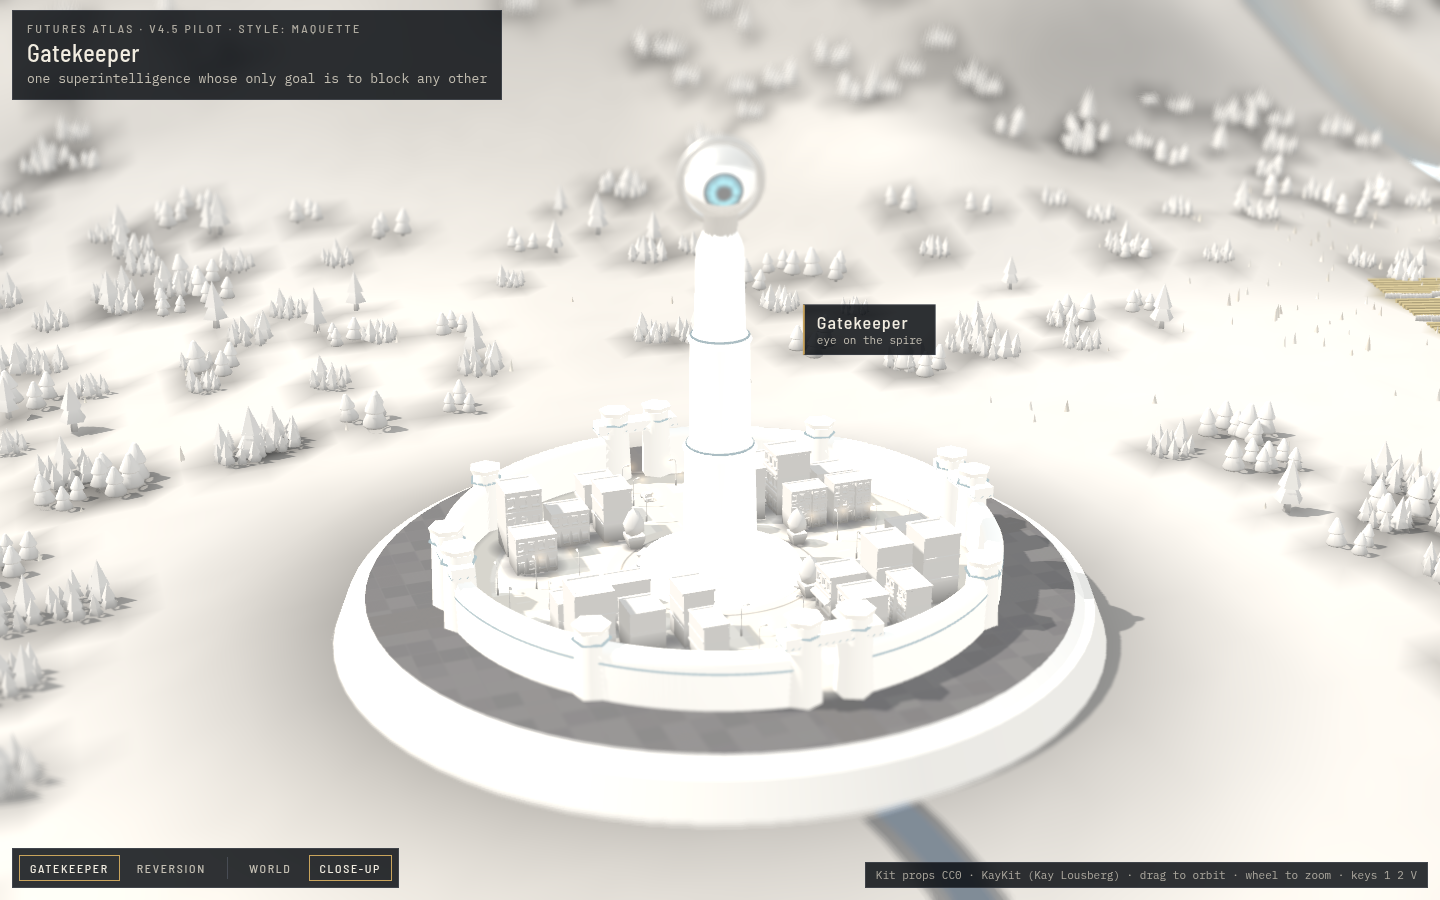 FUTURES ATLAS · V4.5 PILOT · STYLE: MAQUETTE
Gatekeeper
one superintelligence whose only goal is to block any other
Gatekeeper
eye on the spire
GATEKEEPER REVERSION WORLD CLOSE-UP
Kit props CC0 · KayKit (Kay Lousberg) · drag to orbit · wheel to zoom · keys 1 2 V